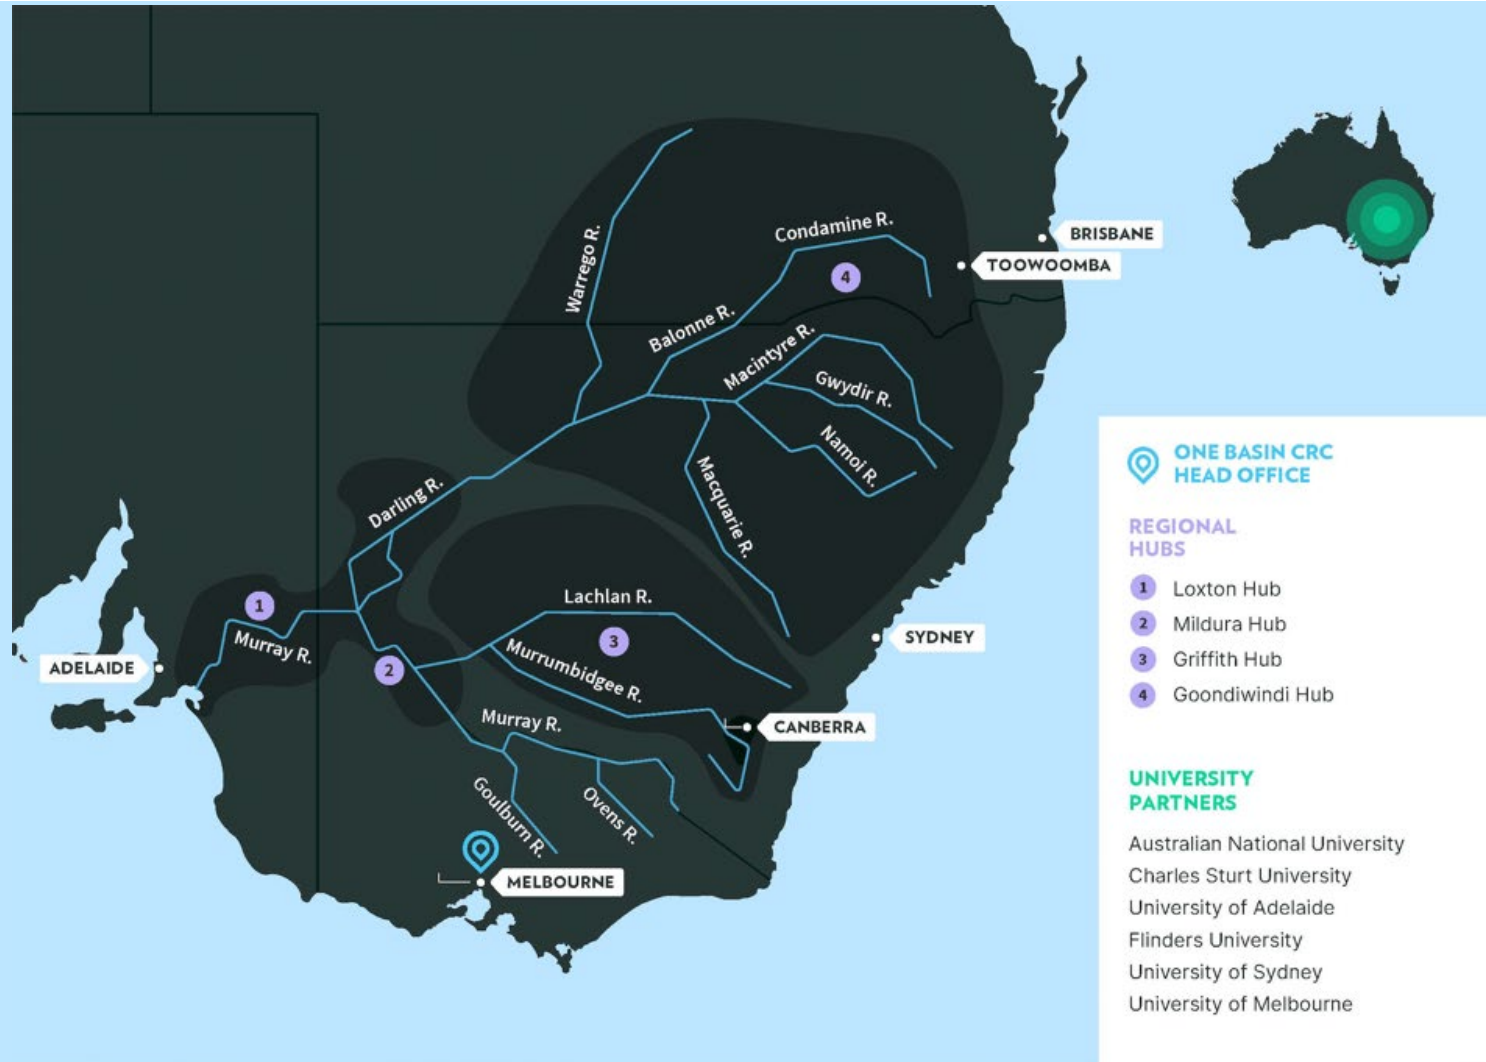 Condamine R.
BRISBANE
TOOWOOMBA
Warrego R.
4
Balonne R.
Macintyre R.
Gwydir R.
Namoi R.
Macquarie R.
Darling R.
Lachlan R.
1
Murray R.
3
SYDNEY
ADELAIDE
2
Murrumbidgee R.
Murray R.
CANBERRA
Goulburn R.
Ovens R.
MELBOURNE
ONE BASIN CRC
HEAD OFFICE
REGIONAL
HUBS
1 Loxton Hub
2 Mildura Hub
3 Griffith Hub
4 Goondiwindi Hub
UNIVERSITY
PARTNERS
Australian National University
Charles Sturt University
University of Adelaide
Flinders University
University of Sydney
University of Melbourne